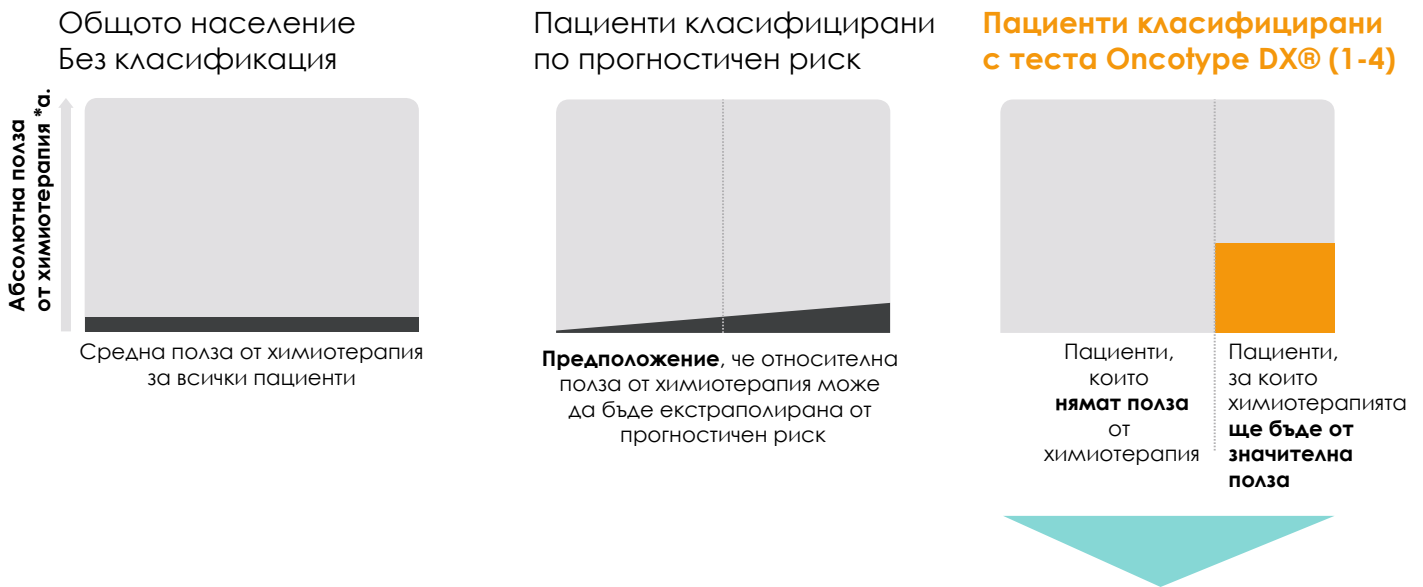 Общото население
Без класификация
Абсолютна полза
от химиотерапия *а.
Средна полза от химиотерапия
за всички пациенти
Пациенти класифицирани
по прогностичен риск
Предположение, че относителна
полза от химиотерапия може
да бъде екстраполирана от
прогностичен риск
Пациенти класифицирани
с теста Oncotype DX® (1-4)
Пациенти,
които
нямат полза
от
химиотерапия
Пациенти,
за които
химиотерапията
ще бъде от
значителна
полза